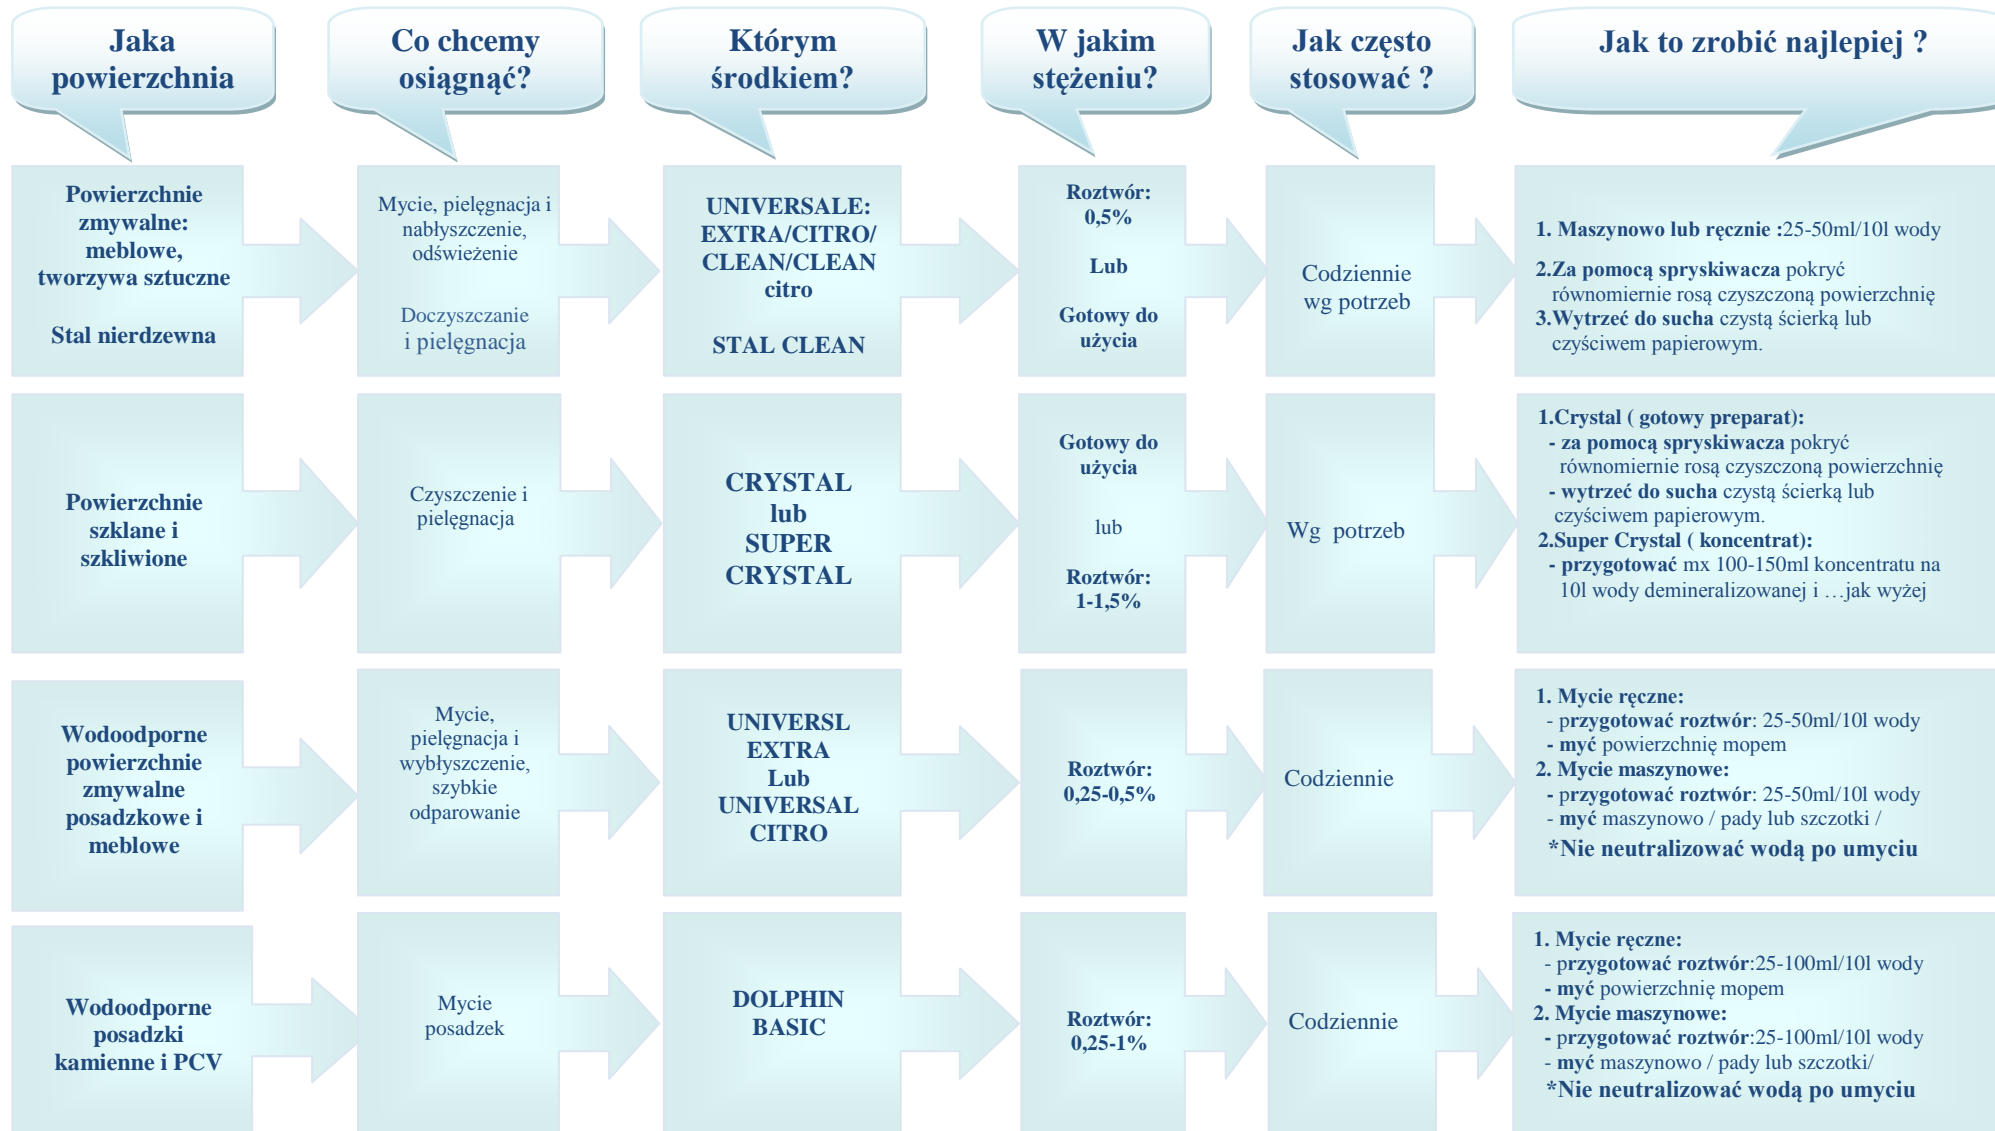 Jaka
powierzchnia
Co chcemy
osiągnąć?
Którym
środkiem?
W jakim
stężeniu?
Jak często
stosować ?
Jak to zrobić najlepiej ?
Powierzchnie
zmywalne:
meblowe,
tworzywa sztuczne
Stal nierdzewna
Mycie, pielęgnacja i
nabłyszczenie,
odświeżenie
Doczyszczanie
i pielęgnacja
UNIVERSALE:
EXTRA/CITRO/
CLEAN/CLEAN
citro
STAL CLEAN
Roztwór:
0,5%
Lub
Gotowy do
użycia
Codziennie
wg potrzeb
1. Maszynowo lub ręcznie :25-50ml/10l wody
2.Za pomocą spryskiwacza pokryć
równomiernie rosą czyszczoną powierzchnię
3.Wytrzeć do sucha czystą ścierką lub
czyściwem papierowym.
Powierzchnie
szklane i
szkliwione
Czyszczenie i
pielęgnacja
CRYSTAL
lub
SUPER
CRYSTAL
Gotowy do
użycia
lub
Roztwór:
1-1,5%
Wg potrzeb
1.Crystal ( gotowy preparat):
- za pomocą spryskiwacza pokryć
równomiernie rosą czyszczoną powierzchnię
- wytrzeć do sucha czystą ścierką lub
czyściwem papierowym.
2.Super Crystal ( koncentrat):
- przygotować mx 100-150ml koncentratu na
10l wody demineralizowanej i …jak wyżej
Wodoodporne
powierzchnie
zmywalne
posadzkowe i
meblowe
Mycie,
pielęgnacja i
wybłyszczenie,
szybkie
odparowanie
UNIVERSL
EXTRA
Lub
UNIVERSAL
CITRO
Roztwór:
0,25-0,5%
Codziennie
1. Mycie ręczne:
- przygotować roztwór: 25-50ml/10l wody
- myć powierzchnię mopem
2. Mycie maszynowe:
- przygotować roztwór: 25-50ml/10l wody
- myć maszynowo / pady lub szczotki /
*Nie neutralizować wodą po umyciu
Wodoodporne
posadzki
kamienne i PCV
Mycie
posadzek
DOLPHIN
BASIC
Roztwór:
0,25-1%
Codziennie
1. Mycie ręczne:
- przygotować roztwór:25-100ml/10l wody
- myć powierzchnię mopem
2. Mycie maszynowe:
- przygotować roztwór:25-100ml/10l wody
- myć maszynowo / pady lub szczotki/
*Nie neutralizować wodą po umyciu